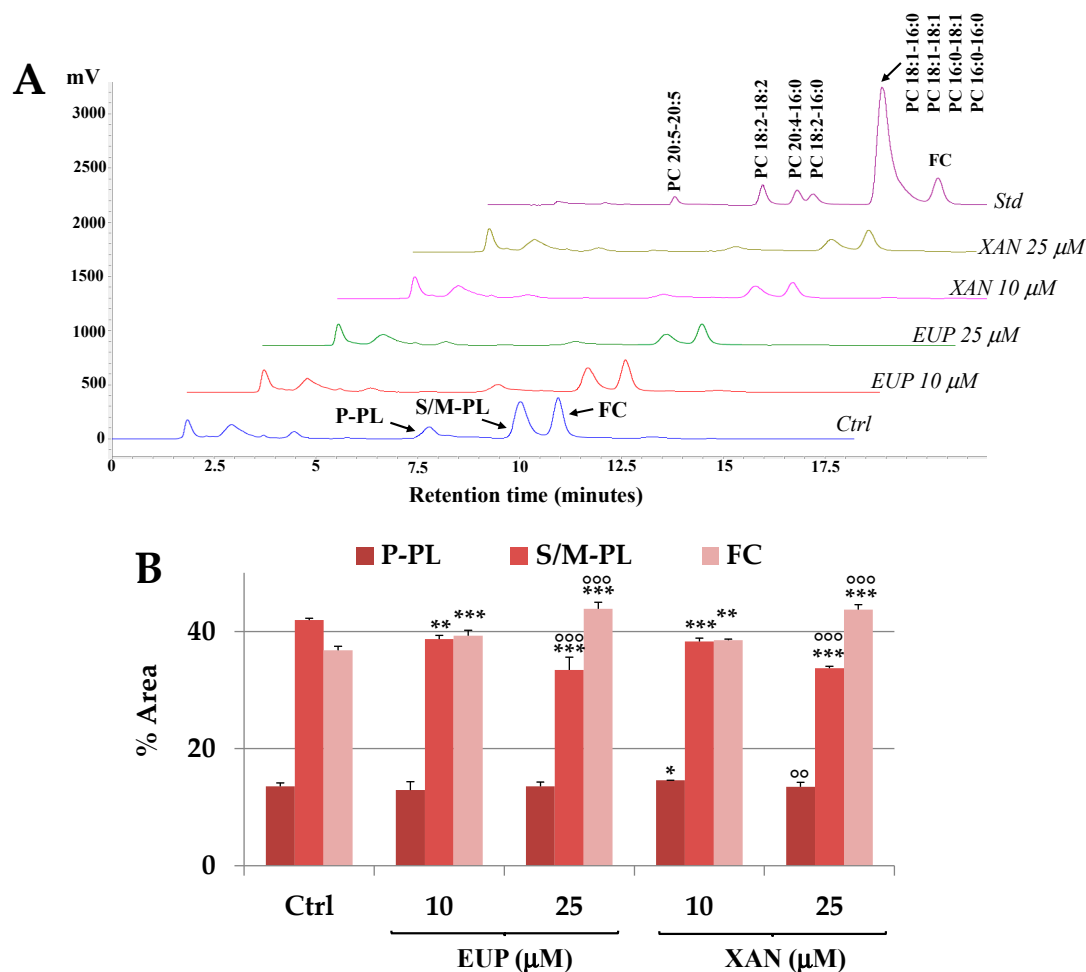 A
mV
3000
2500
2000
1500
1000
500
0
PC 20:5-20:5
PC 18:2-18:2
PC 20:4-16:0
PC 18:2-16:0
PC 18:1-16:0
PC 18:1-18:1
PC 16:0-18:1
PC 16:0-16:0
FC
Std
XAN 25 μM
XAN 10 μM
EUP 25 μM
EUP 10 μM
Ctrl
P-PL
S/M-PL
FC
0 2.5 5 7.5 10 12.5 15 17.5
Retention time (minutes)
B
P-PL S/M-PL FC
% Area
40
20
0
** *** °°° *** °°° *** *** ** °°° *** °°° ***
* °°
Ctrl 10 25 10 25
EUP (μM) XAN (μM)